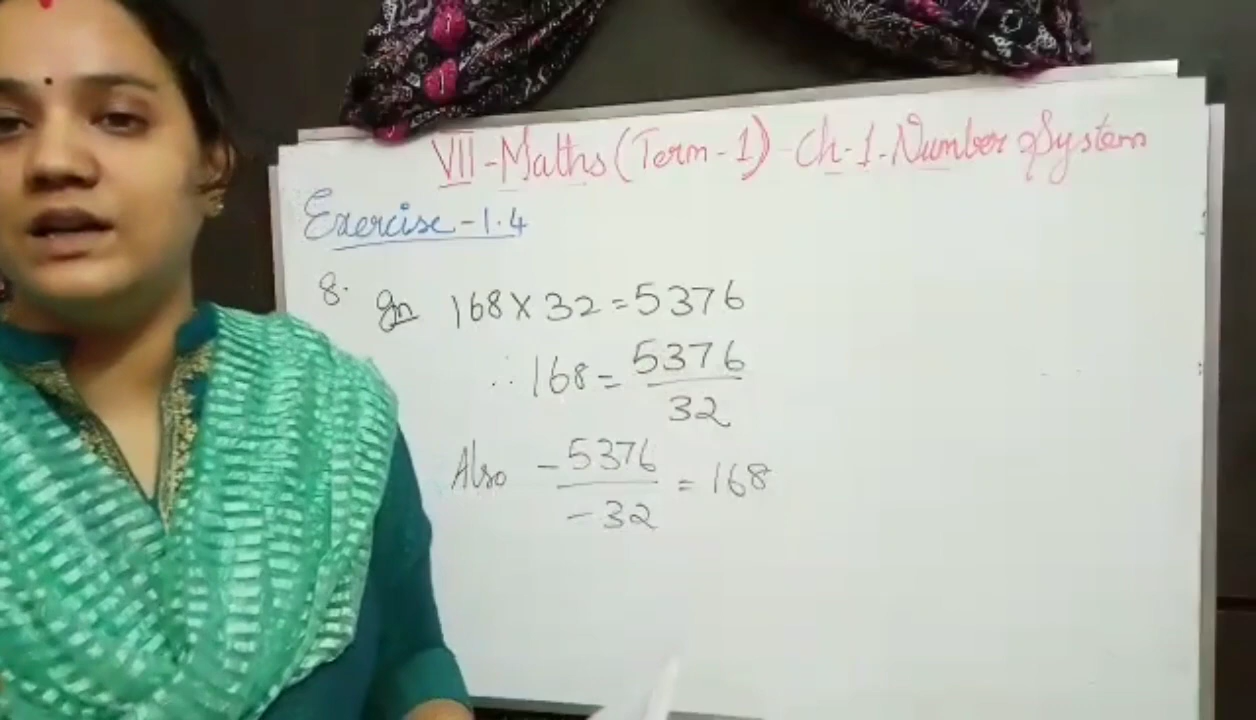 VII-Maths (Term-1) Ch-1-Number System
Exercise-1.4
8. Qn 168 × 32 = 5376
∴ 168 = 5376/32
Also -5376/-32 = 168